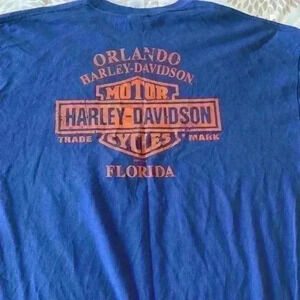 ORLANDO
HARLEY-DAVIDSON
MOTOR
HARLEY-DAVIDSON
TRADE MARK
CYCLES
FLORIDA